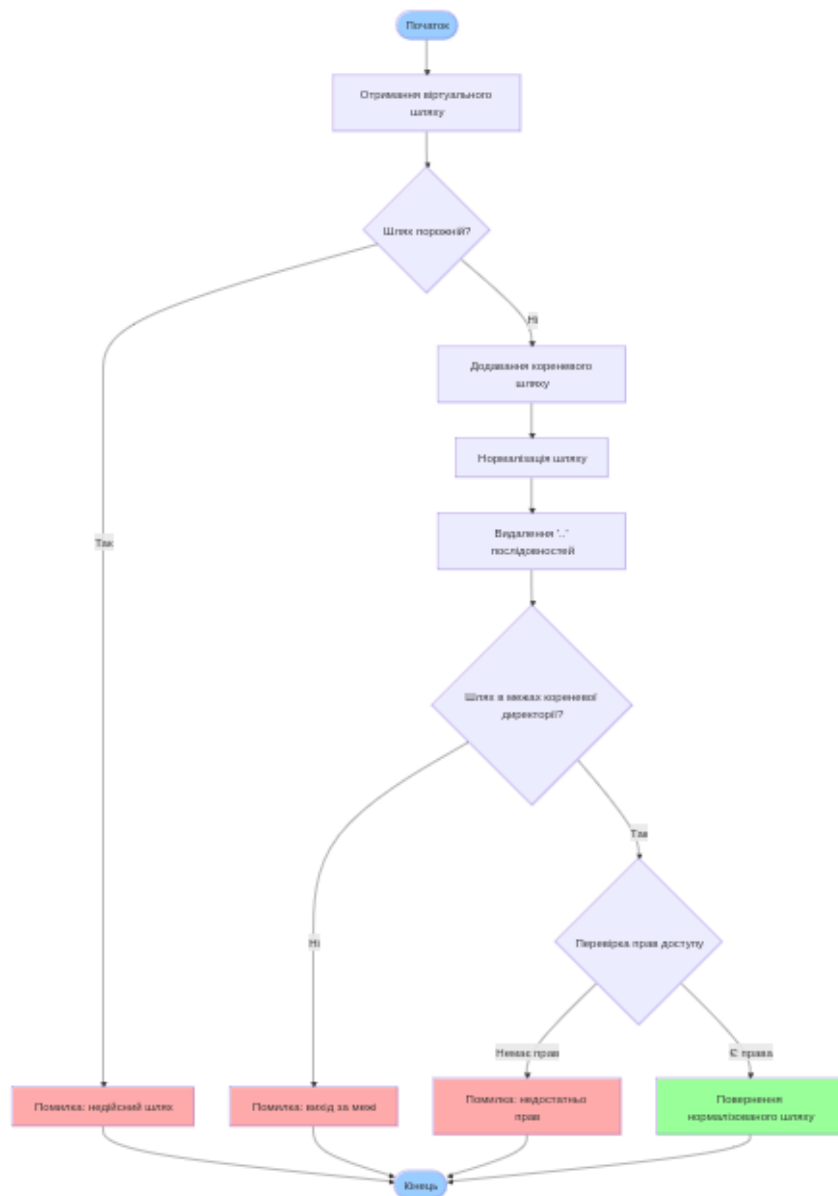 Початок
Отримання віртуального
шляху
Шлях порожній?
Ні
Додавання кореневого
шляху
Нормалізація шляху
Видалення '..'
послідовностей
Так
Шлях в межах кореневої
директорії?
Так
Ні
Перевірка прав доступу
Немає прав
Є права
Помилка: недійсний шлях
Помилка: вихід за межі
Помилка: недостатньо
прав
Повернення
нормалізованого шляху
Кінець